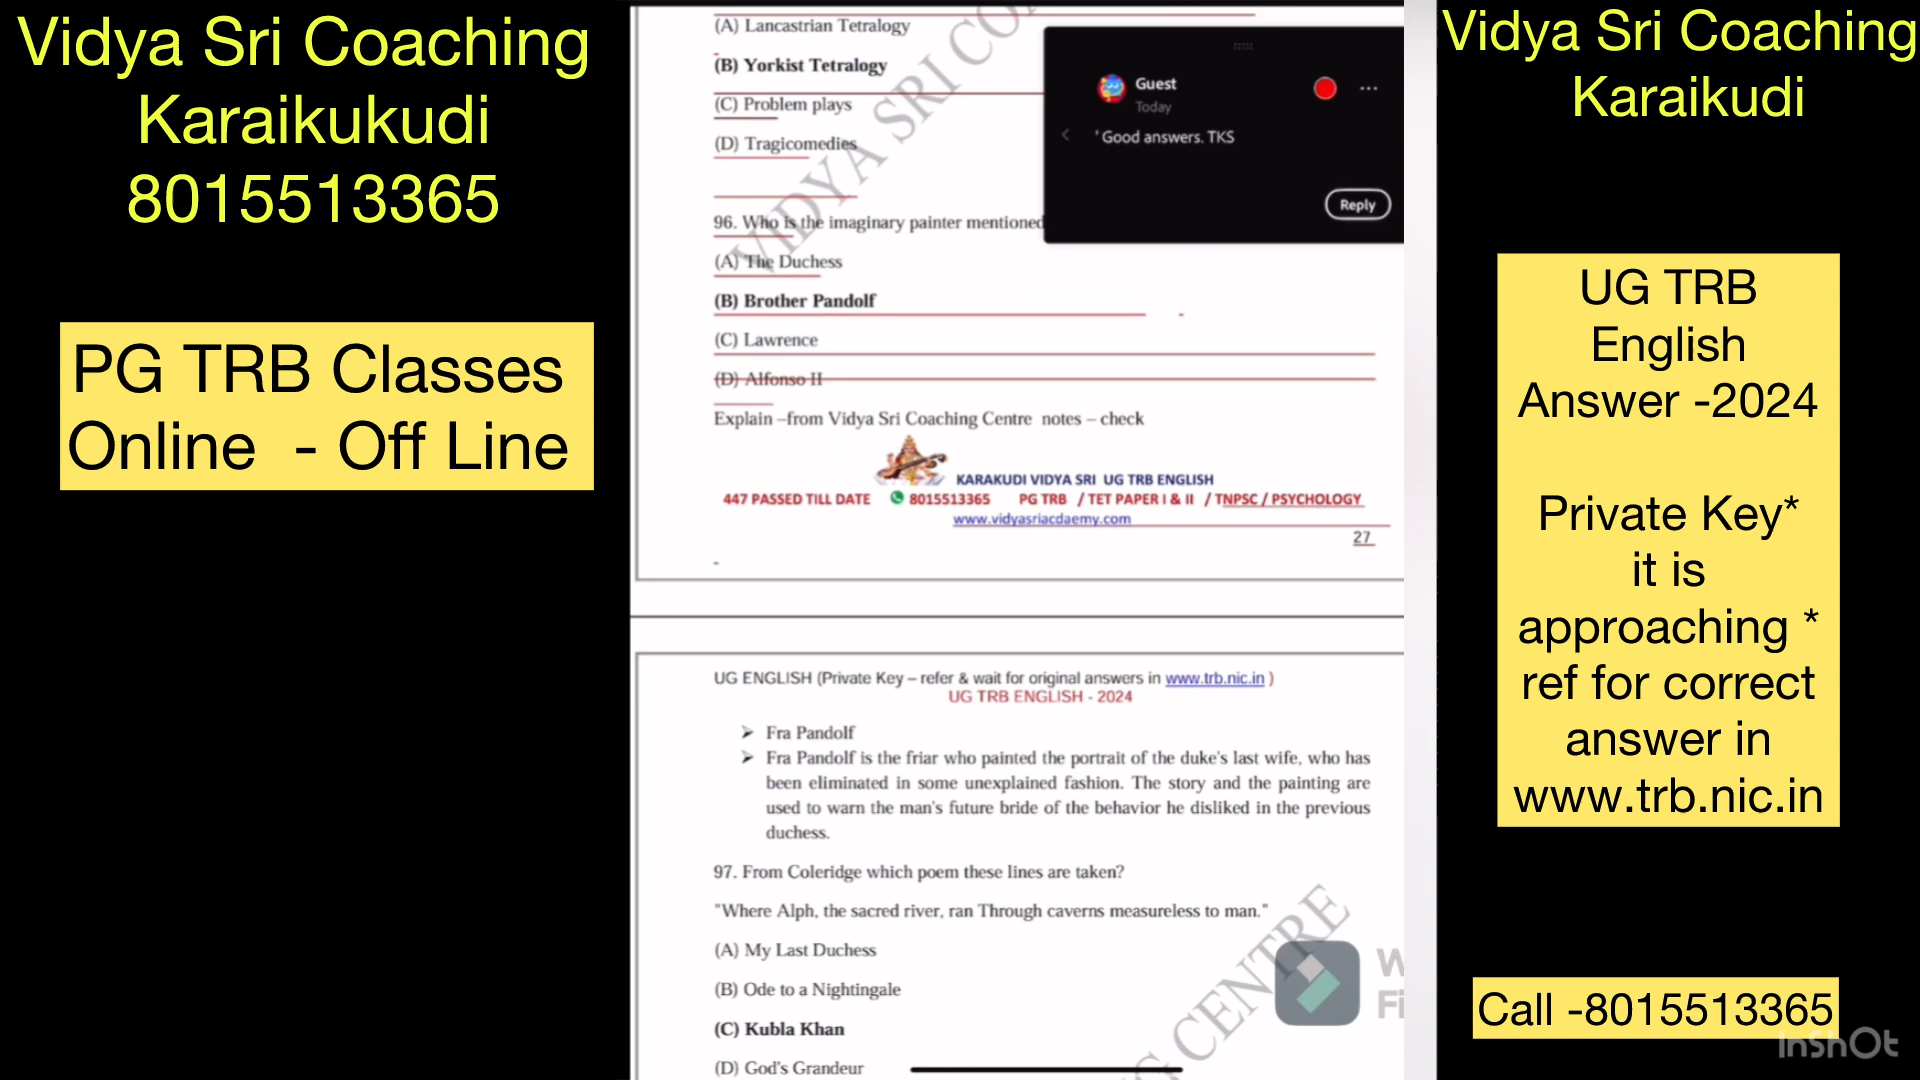 Vidya Sri Coaching
Karaikukudi
8015513365
PG TRB Classes
Online - Off Line
(A) Lancastrian Tetralogy
(B) Yorkist Tetralogy
(C) Problem plays
(D) Tragicomedies
96. Who is the imaginary painter mentioned
(A) The Duchess
(B) Brother Pandolf
(C) Lawrence
(D) Alfonso II
Explain –from Vidya Sri Coaching Centre notes – check
KARAKUDI VIDYA SRI UG TRB ENGLISH
447 PASSED TILL DATE 8015513365 PG TRB / TET PAPER I & II / TNPSC / PSYCHOLOGY
www.vidyasriacdaemy.com
27
Guest
Today
' Good answers. TKS
Reply
VIDYA SRI CO
UG ENGLISH (Private Key – refer & wait for original answers in www.trb.nic.in )
UG TRB ENGLISH - 2024
➢ Fra Pandolf
➢ Fra Pandolf is the friar who painted the portrait of the duke's last wife, who has
been eliminated in some unexplained fashion. The story and the painting are
used to warn the man's future bride of the behavior he disliked in the previous
duchess.
97. From Coleridge which poem these lines are taken?
"Where Alph, the sacred river, ran Through caverns measureless to man."
(A) My Last Duchess
(B) Ode to a Nightingale
(C) Kubla Khan
(D) God's Grandeur
G CENTRE
Vidya Sri Coaching
Karaikudi
UG TRB
English
Answer -2024
Private Key*
it is
approaching *
ref for correct
answer in
www.trb.nic.in
Call -8015513365
InShOt